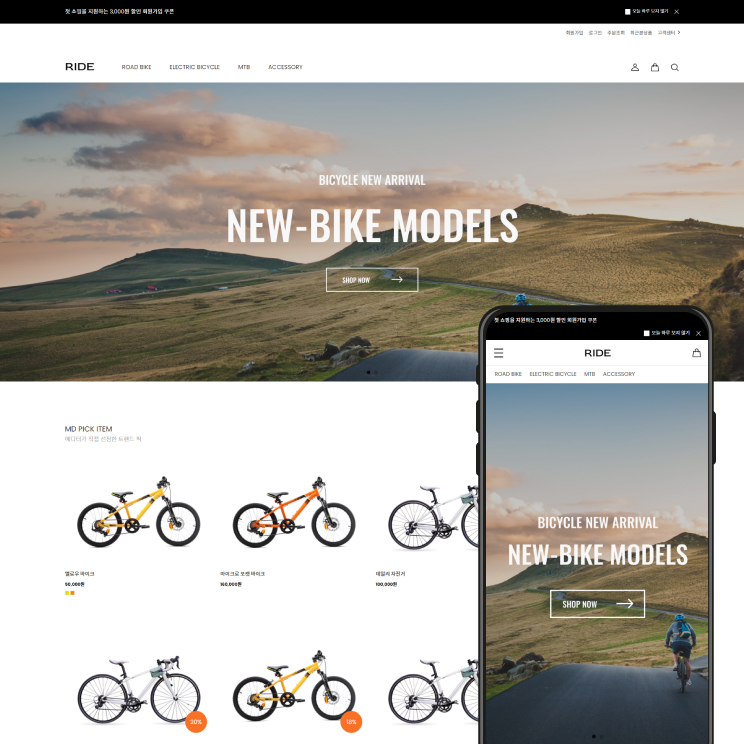 첫 쇼핑을 지원하는 3,000원 할인 회원가입 쿠폰
오늘 하루 보지 않기
회원가입 로그인 주문조회 최근본상품 고객센터
RIDE ROAD BIKE ELECTRIC BICYCLE MTB ACCESSORY
BICYCLE NEW ARRIVAL
NEW-BIKE MODELS
SHOP NOW
MD PICK ITEM
에디터가 직접 선정한 트렌드 픽
옐로우 바이크
50,000원
마이크로 포켓 바이크
150,000원
데일리 자전거
100,000원
20%
10%
첫 쇼핑을 지원하는 3,000원 할인 회원가입 쿠폰
오늘 하루 보지 않기
RIDE
ROAD BIKE ELECTRIC BICYCLE MTB ACCESSORY
BICYCLE NEW ARRIVAL
NEW-BIKE MODELS
SHOP NOW